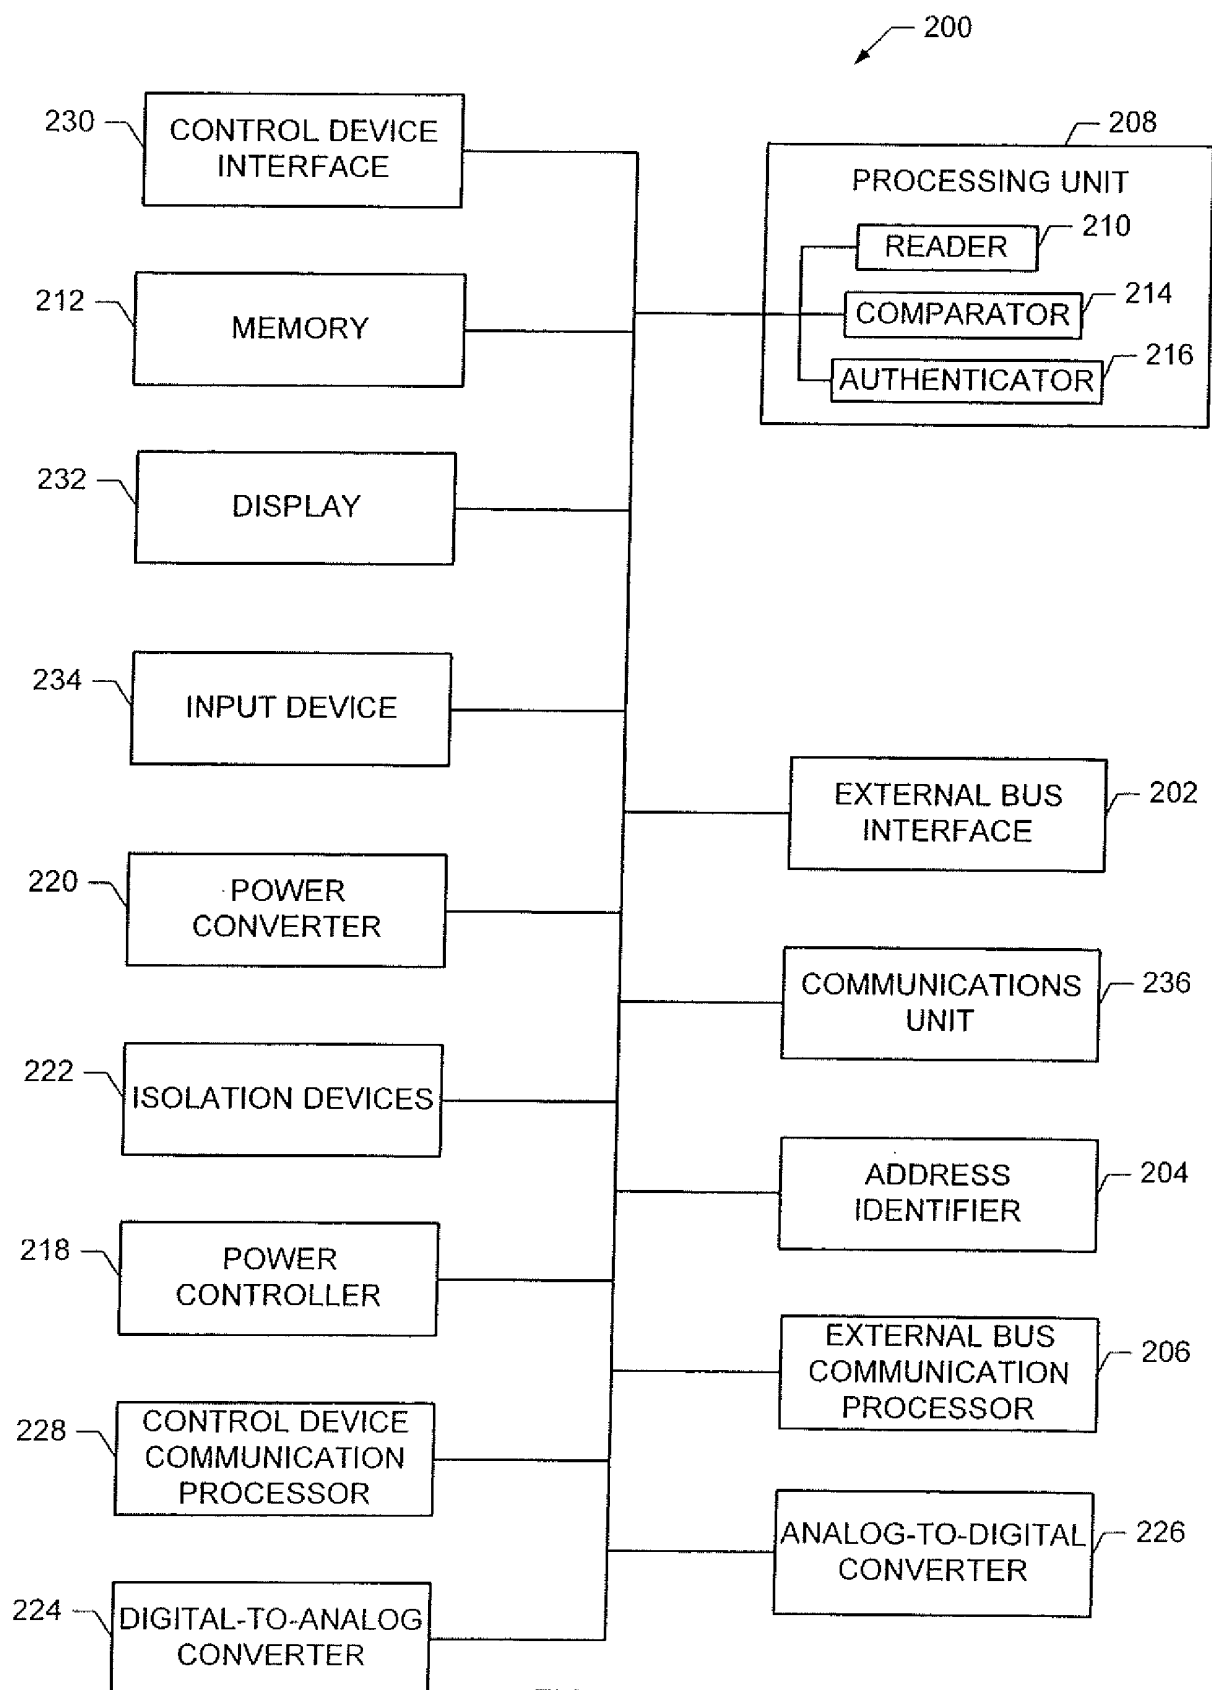 200
230
CONTROL DEVICE
INTERFACE
208
PROCESSING UNIT
READER
210
COMPARATOR
214
AUTHENTICATOR
216
212
MEMORY
232
DISPLAY
234
INPUT DEVICE
EXTERNAL BUS
INTERFACE
202
220
POWER
CONVERTER
COMMUNICATIONS
UNIT
236
222
ISOLATION DEVICES
ADDRESS
IDENTIFIER
204
218
POWER
CONTROLLER
EXTERNAL BUS
COMMUNICATION
PROCESSOR
206
228
CONTROL DEVICE
COMMUNICATION
PROCESSOR
ANALOG-TO-DIGITAL
CONVERTER
226
224
DIGITAL-TO-ANALOG
CONVERTER